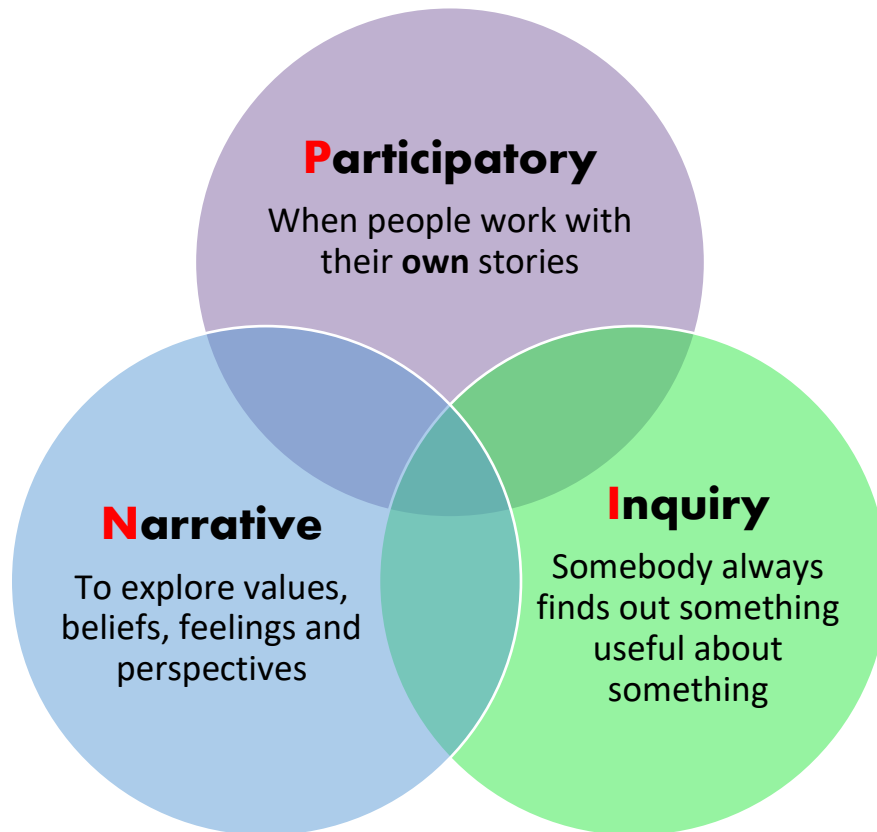 Participatory
When people work with
their own stories
Narrative
To explore values,
beliefs, feelings and
perspectives
Inquiry
Somebody always
finds out something
useful about
something